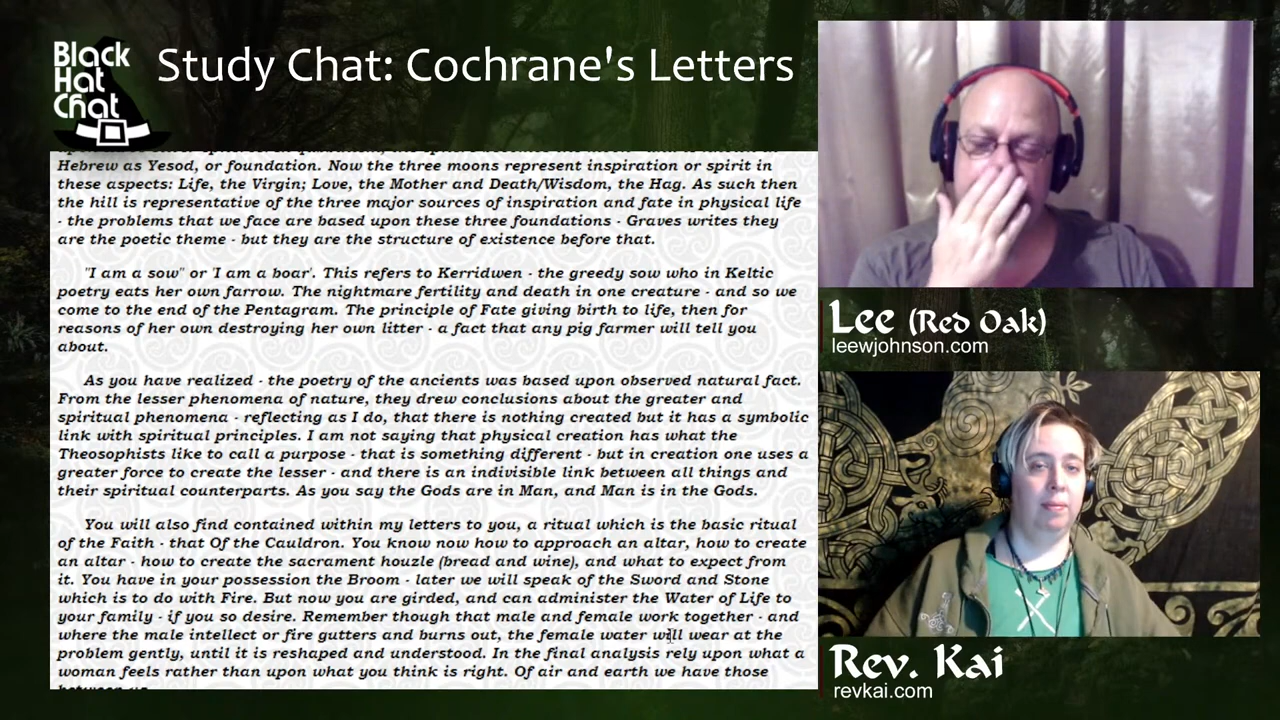 Black
Hat
Chat
Study Chat: Cochrane's Letters
Hebrew as Yesod, or foundation. Now the three moons represent inspiration or spirit in
these aspects: Life, the Virgin; Love, the Mother and Death/Wisdom, the Hag. As such then
the hill is representative of the three major sources of inspiration and fate in physical life
- the problems that we face are based upon these three foundations - Graves writes they
are the poetic theme - but they are the structure of existence before that.
"I am a sow" or 'I am a boar'. This refers to Kerridwen - the greedy sow who in Keltic
poetry eats her own farrow. The nightmare fertility and death in one creature - and so we
come to the end of the Pentagram. The principle of Fate giving birth to life, then for
reasons of her own destroying her own litter - a fact that any pig farmer will tell you
about.
As you have realized - the poetry of the ancients was based upon observed natural fact.
From the lesser phenomena of nature, they drew conclusions about the greater and
spiritual phenomena - reflecting as I do, that there is nothing created but it has a symbolic
link with spiritual principles. I am not saying that physical creation has what the
Theosophists like to call a purpose - that is something different - but in creation one uses a
greater force to create the lesser - and there is an indivisible link between all things and
their spiritual counterparts. As you say the Gods are in Man, and Man is in the Gods.
You will also find contained within my letters to you, a ritual which is the basic ritual
of the Faith - that Of the Cauldron. You know now how to approach an altar, how to create
an altar - how to create the sacrament houzle (bread and wine), and what to expect from
it. You have in your possession the Broom - later we will speak of the Sword and Stone
which is to do with Fire. But now you are girded, and can administer the Water of Life to
your family - if you so desire. Remember though that male and female work together - and
where the male intellect or fire gutters and burns out, the female water will wear at the
problem gently, until it is reshaped and understood. In the final analysis rely upon what a
woman feels rather than upon what you think is right. Of air and earth we have those
Lee (Red Oak)
leewjohnson.com
Rev. Kai
revkai.com